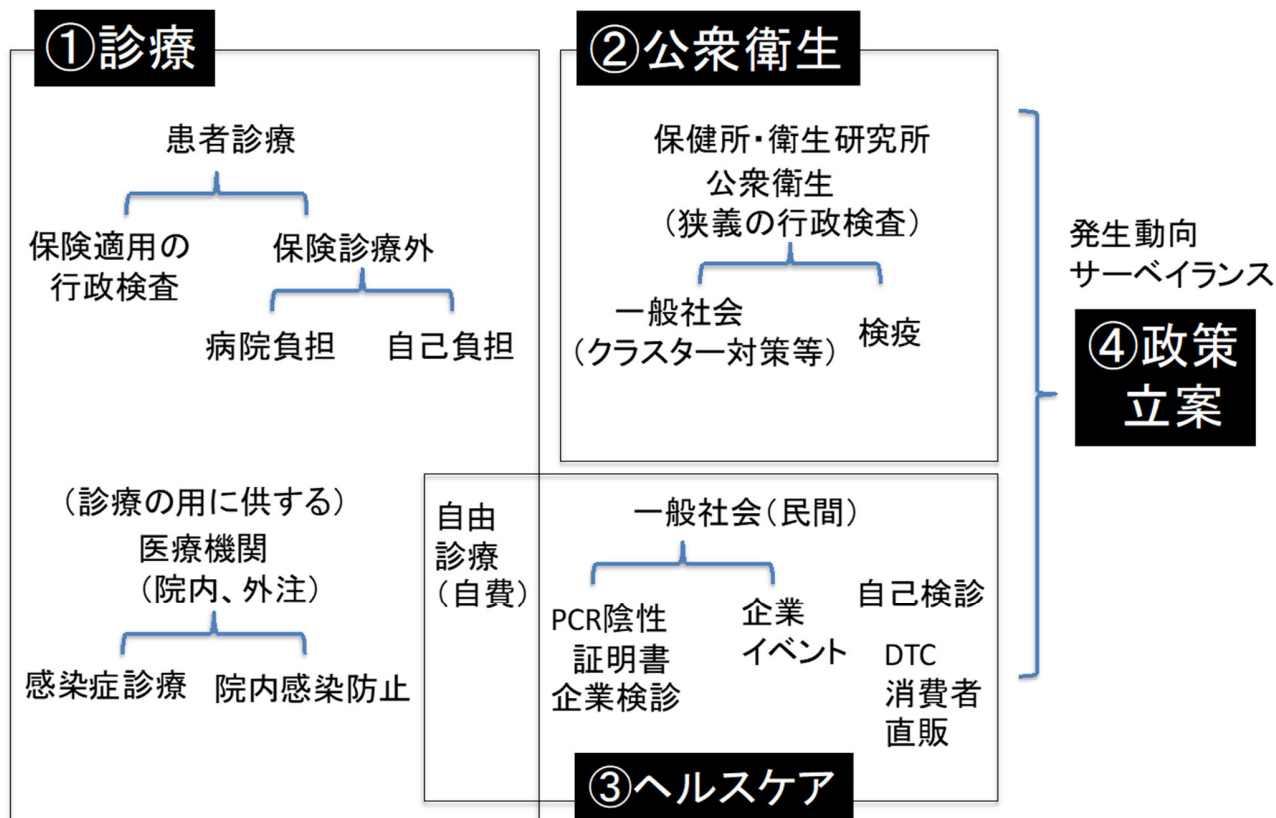 ①診療
患者診療
保険適用の
行政検査
保険診療外
病院負担
自己負担
(診療の用に供する)
医療機関
(院内、外注)
感染症診療
院内感染防止
②公衆衛生
保健所・衛生研究所
公衆衛生
(狭義の行政検査)
一般社会
(クラスター対策等)
検疫
自由
診療
(自費)
一般社会(民間)
PCR陰性
証明書
企業検診
企業
イベント
自己検診
DTC
消費者
直販
③ヘルスケア
発生動向
サーベイランス
④政策
立案